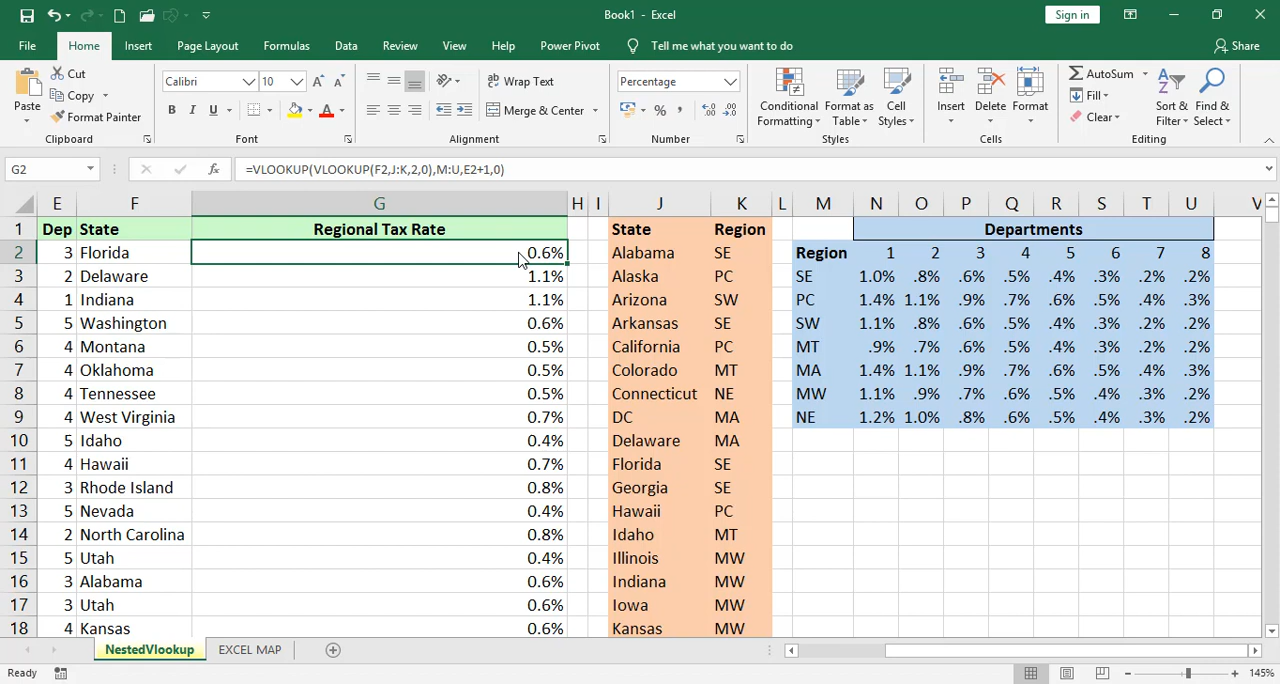 Book1 - Excel
Sign in
File Home Insert Page Layout Formulas Data Review View Help Power Pivot Tell me what you want to do Share
Paste Cut Copy Format Painter Clipboard
Calibri 10 B I U A A A Font
Wrap Text Merge & Center Alignment
Percentage % , Number
Conditional Formatting Format as Table Cell Styles Styles
Insert Delete Format Cells
AutoSum Fill Clear Sort & Filter Find & Select Editing
G2 fx =VLOOKUP(VLOOKUP(F2,J:K,2,0),M:U,E2+1,0)
E F G H I J K L M N O P Q R S T U V
1 Dep State Regional Tax Rate State Region Departments
2 3 Florida 0.6% Alabama SE Region 1 2 3 4 5 6 7 8
3 2 Delaware 1.1% Alaska PC SE 1.0% .8% .6% .5% .4% .3% .2% .2%
4 1 Indiana 1.1% Arizona SW PC 1.4% 1.1% .9% .7% .6% .5% .4% .3%
5 5 Washington 0.6% Arkansas SE SW 1.1% .8% .6% .5% .4% .3% .2% .2%
6 4 Montana 0.5% California PC MT .9% .7% .6% .5% .4% .3% .2% .2%
7 4 Oklahoma 0.5% Colorado MT MA 1.4% 1.1% .9% .7% .6% .5% .4% .3%
8 4 Tennessee 0.5% Connecticut NE MW 1.1% .9% .7% .6% .5% .4% .3% .2%
9 4 West Virginia 0.7% DC MA NE 1.2% 1.0% .8% .6% .5% .4% .3% .2%
10 5 Idaho 0.4% Delaware MA
11 4 Hawaii 0.7% Florida SE
12 3 Rhode Island 0.8% Georgia SE
13 5 Nevada 0.4% Hawaii PC
14 2 North Carolina 0.8% Idaho MT
15 5 Utah 0.4% Illinois MW
16 3 Alabama 0.6% Indiana MW
17 3 Utah 0.6% Iowa MW
18 4 Kansas 0.6% Kansas MW
NestedVlookup EXCEL MAP
Ready 145%